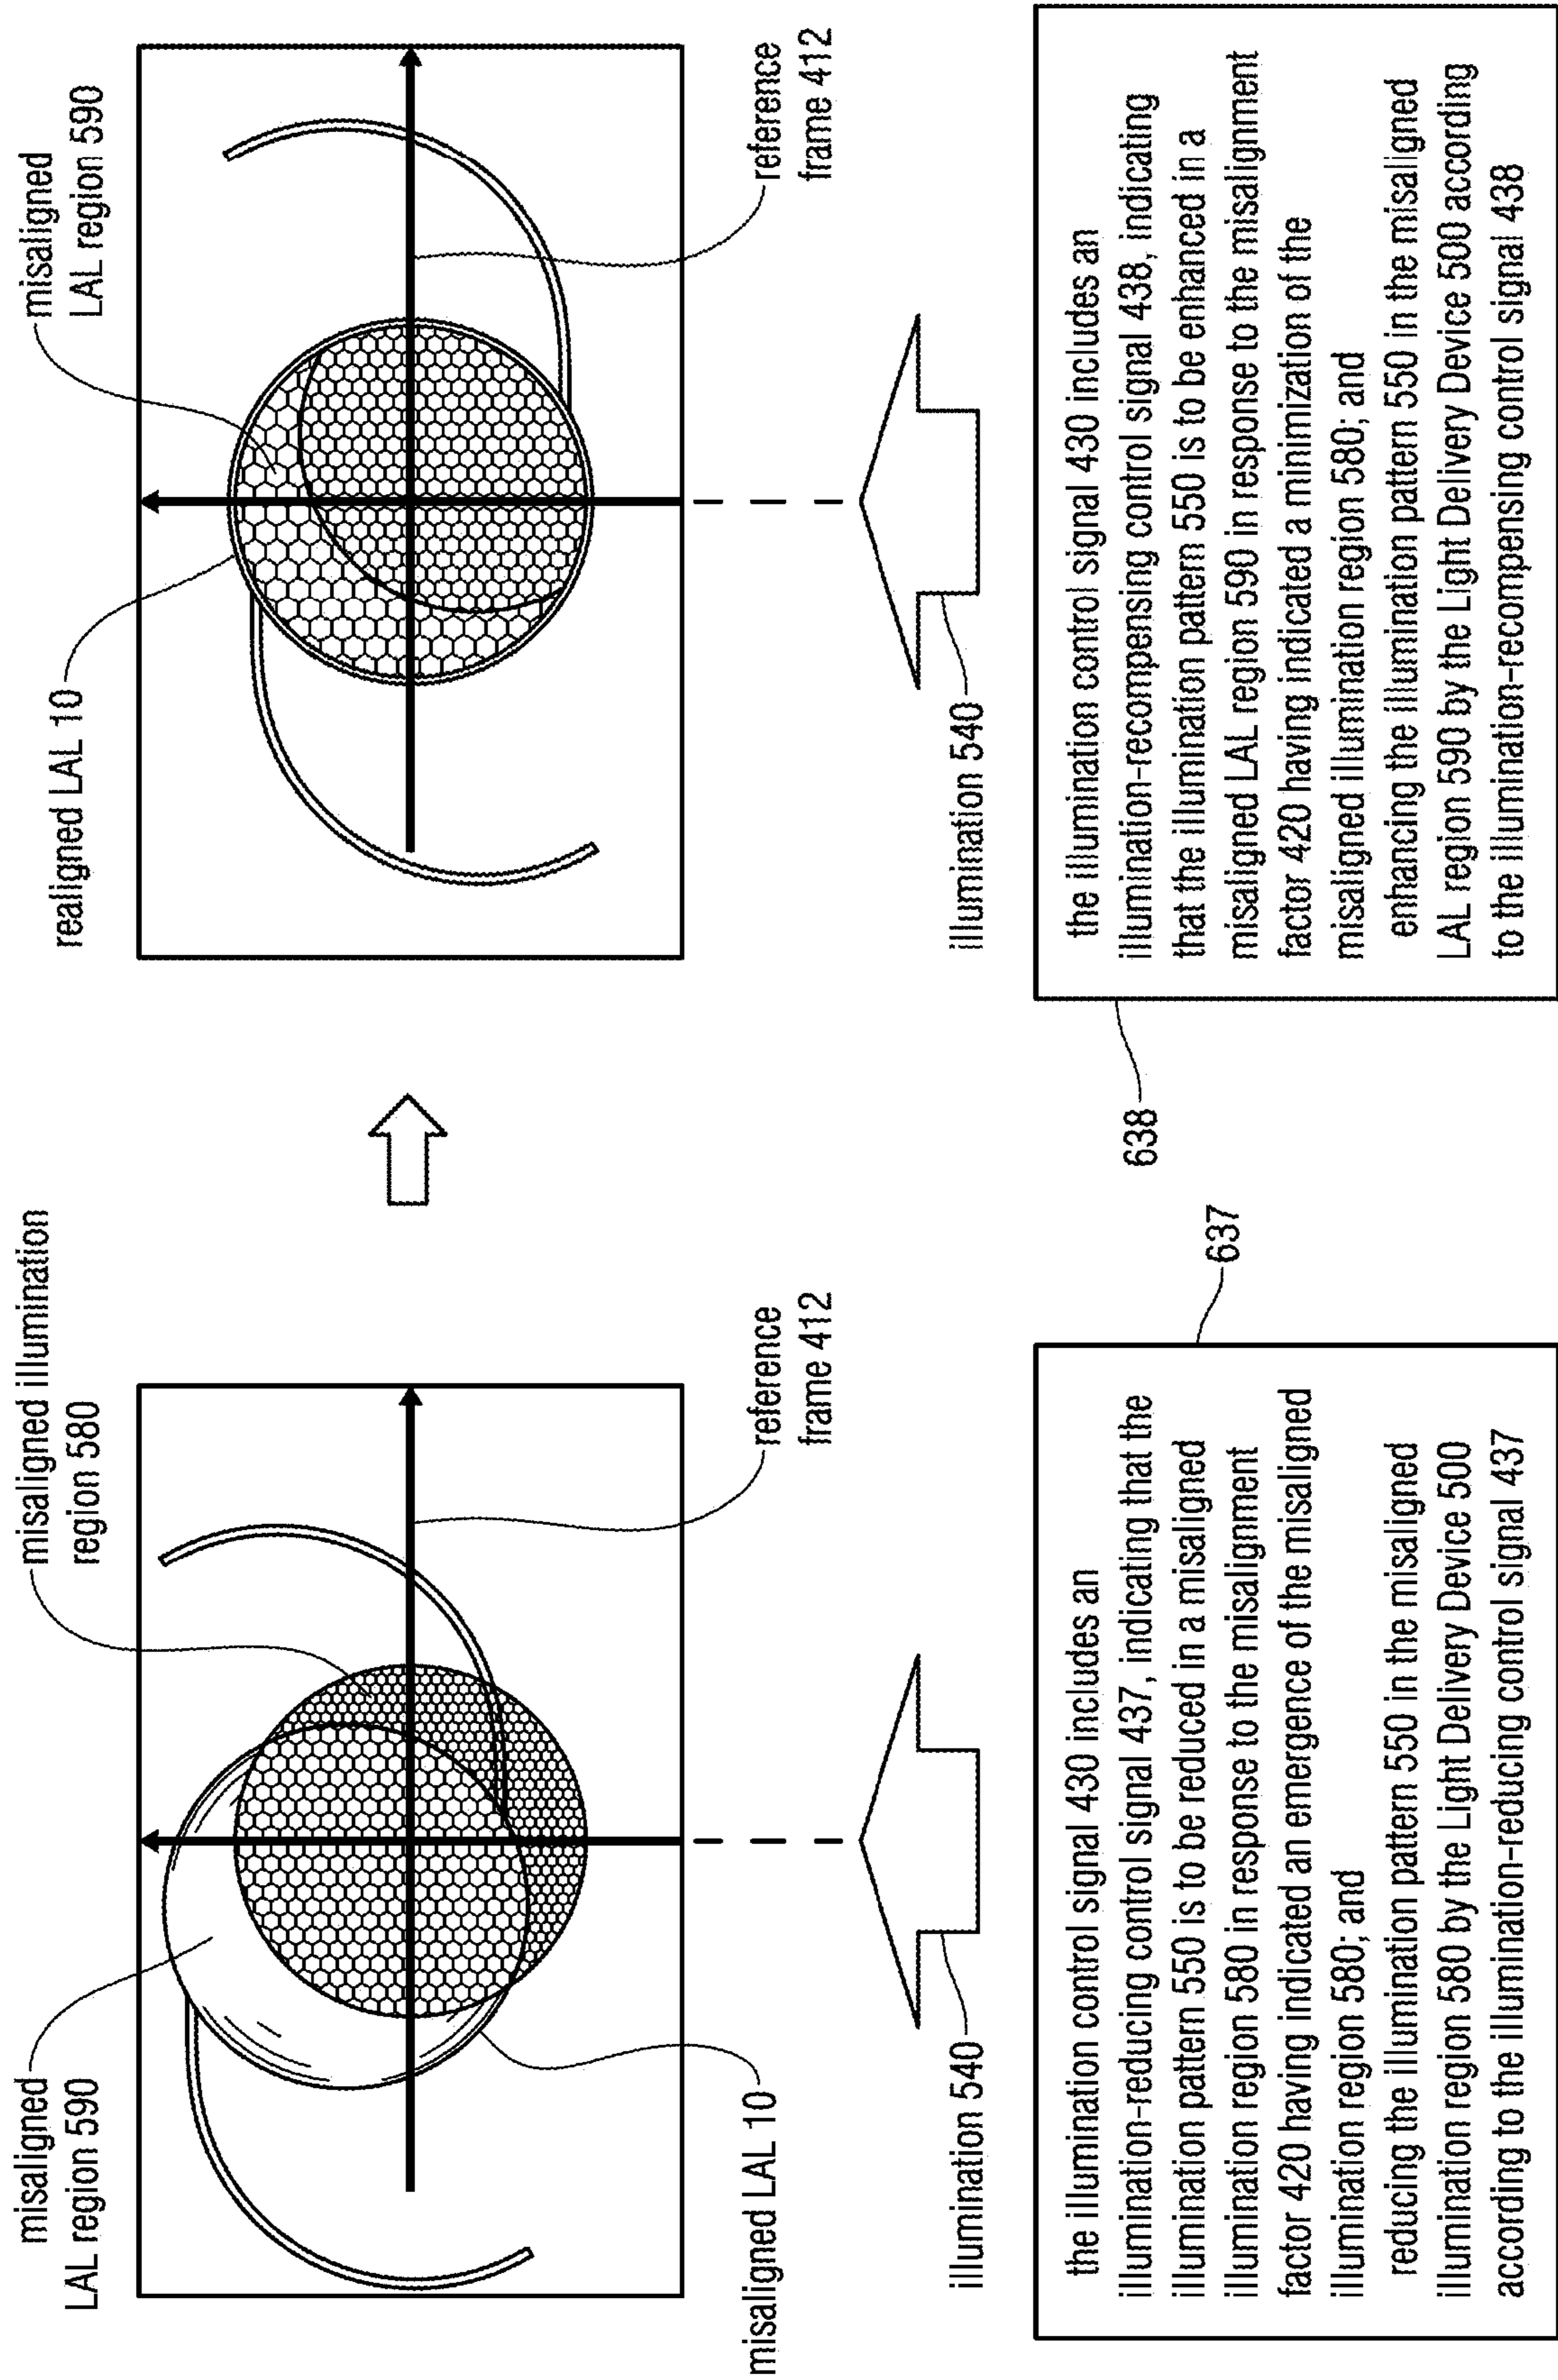 misaligned
LAL region 590
misaligned illumination
region 580
misaligned LAL 10
reference
frame 412
illumination 540
637
the illumination control signal 430 includes an
illumination-reducing control signal 437, indicating that the
illumination pattern 550 is to be reduced in a misaligned
illumination region 580 in response to the misalignment
factor 420 having indicated an emergence of the misaligned
illumination region 580; and
reducing the illumination pattern 550 in the misaligned
illumination region 580 by the Light Delivery Device 500
according to the illumination-reducing control signal 437
realigned LAL 10
misaligned
LAL region 590
reference
frame 412
illumination 540
638
the illumination control signal 430 includes an
illumination-recompensing control signal 438, indicating
that the illumination pattern 550 is to be enhanced in a
misaligned LAL region 590 in response to the misalignment
factor 420 having indicated a minimization of the
misaligned illumination region 580; and
enhancing the illumination pattern 550 in the misaligned
LAL region 590 by the Light Delivery Device 500 according
to the illumination-recompensing control signal 438